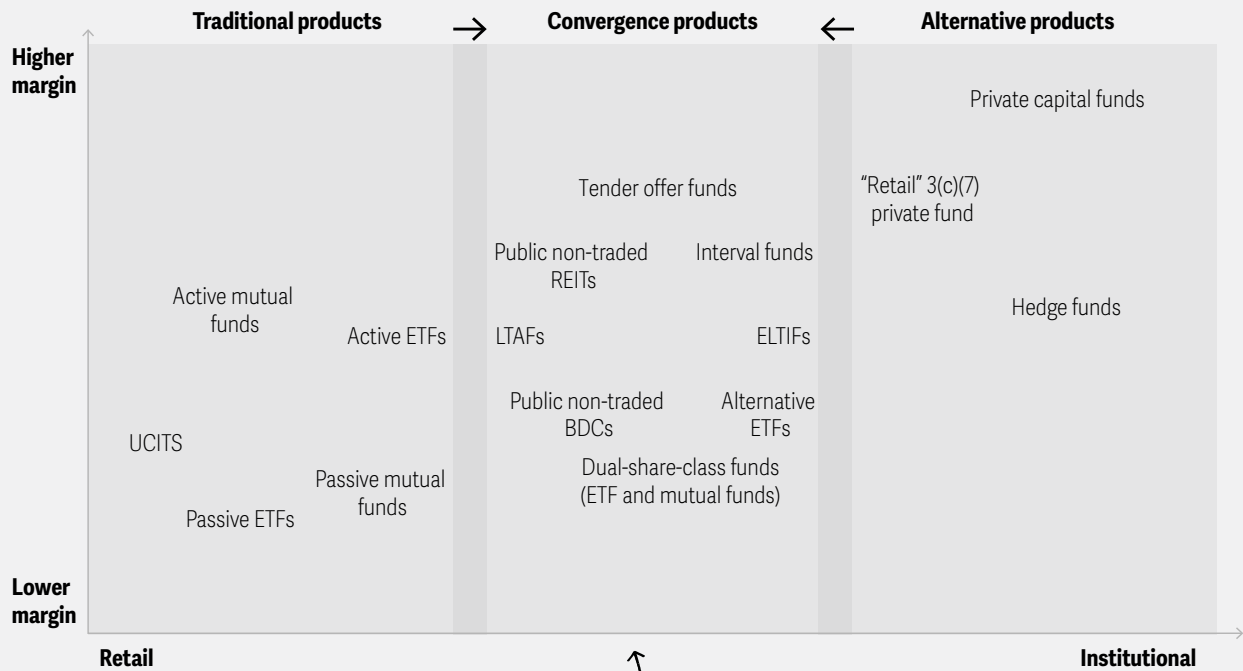 Traditional products → Convergence products ← Alternative products
Higher
margin
Private capital funds
Tender offer funds
"Retail" 3(c)(7)
private fund
Public non-traded
REITs
Interval funds
Active mutual
funds
Hedge funds
Active ETFs
LTAFs
ELTIFs
Public non-traded
BDCs
Alternative
ETFs
UCITS
Dual-share-class funds
(ETF and mutual funds)
Passive mutual
funds
Passive ETFs
Lower
margin
Retail
Institutional